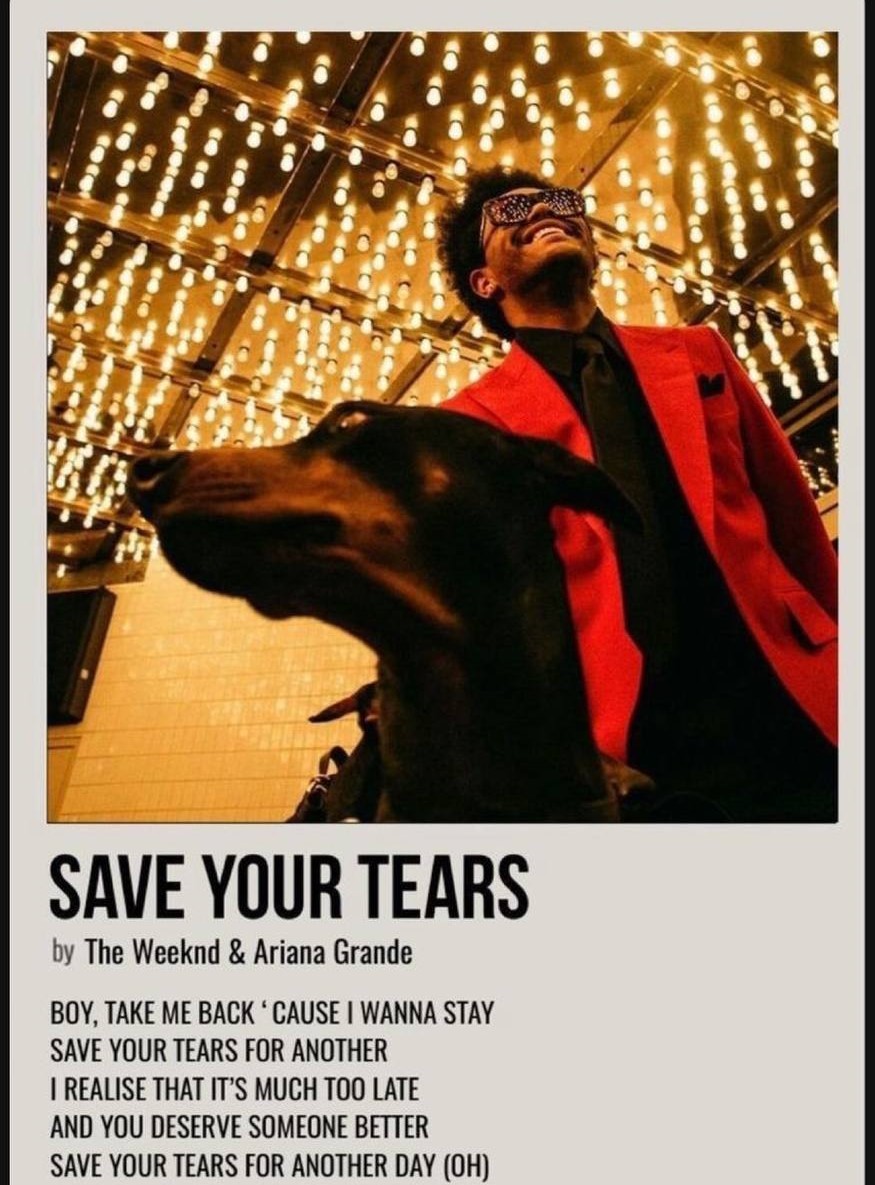 SAVE YOUR TEARS
by The Weeknd & Ariana Grande
BOY, TAKE ME BACK ‘ CAUSE I WANNA STAY
SAVE YOUR TEARS FOR ANOTHER
I REALISE THAT IT’S MUCH TOO LATE
AND YOU DESERVE SOMEONE BETTER
SAVE YOUR TEARS FOR ANOTHER DAY (OH)